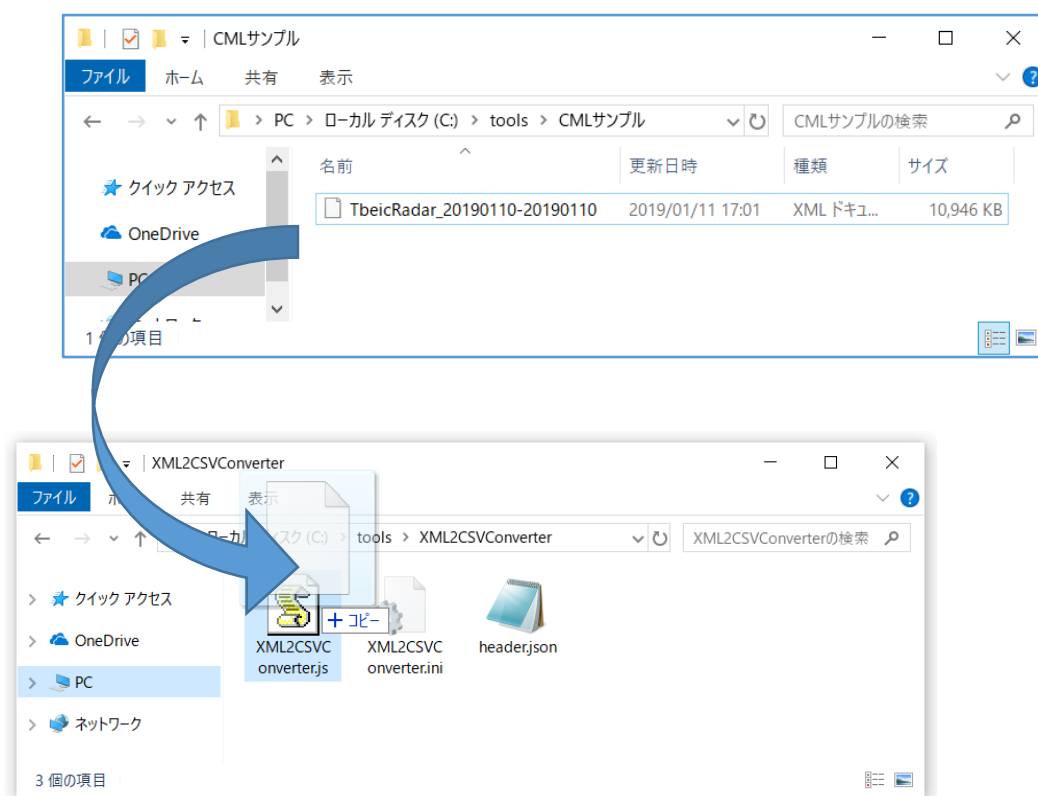 CMLサンプル
ファイル ホーム 共有 表示
PC ローカル ディスク (C:) tools CMLサンプル CMLサンプルの検索
名前 更新日時 種類 サイズ
クイック アクセス
TbeicRadar_20190110-20190110 2019/01/11 17:01 XML ドキュ... 10,946 KB
OneDrive
PC
1 の項目
XML2CSVConverter
ファイル 共有 表示
(C:) tools XML2CSVConverter XML2CSVConverterの検索
クイック アクセス
OneDrive
PC
ネットワーク
+ コピー
XML2CSVC
onverter.js
XML2CSVC
onverter.ini
header.json
3 個の項目